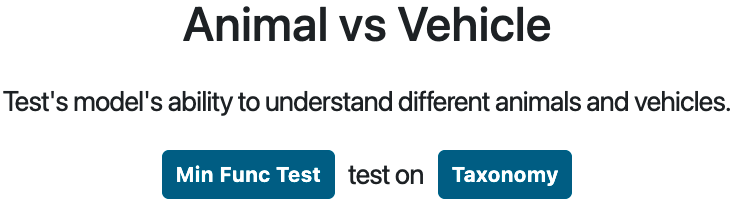 Animal vs Vehicle
Test's model's ability to understand different animals and vehicles.
Min Func Test test on Taxonomy